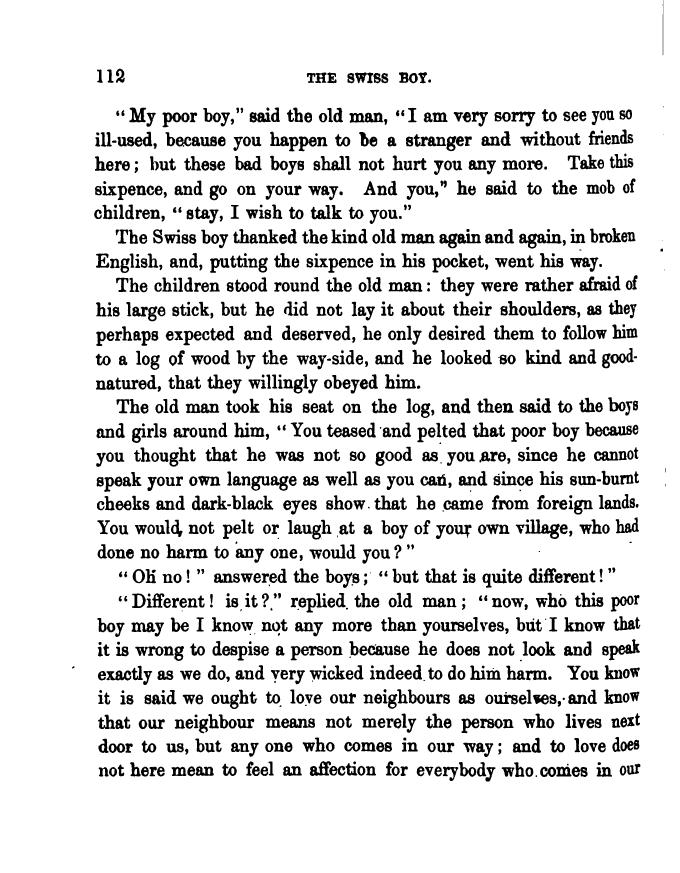 112 THE SWISS BOY.
“ My poor boy,” said the old man, “ I am very sorry to see you so
ill-used, because you happen to be a stranger and without friends
here ; but these bad boys shall not hurt you any more. Take this
sixpence, and go on your way. And you,” he said to the mob of
children, “ stay, I wish to talk to you.”
The Swiss boy thanked the kind old man again and again, in broken
English, and, putting the sixpence in his pocket, went his way.
The children stood round the old man : they were rather afraid of
his large stick, but he did not lay it about their shoulders, as they
perhaps expected and deserved, he only desired them to follow him
to a log of wood by the way-side, and he looked so kind and good-
natured, that they willingly obeyed him.
The old man took his seat on the log, and then said to the boys
and girls around him, “ You teased and pelted that poor boy because
you thought that he was not so good as you are, since he cannot
speak your own language as well as you can, and since his sun-burnt
cheeks and dark-black eyes show that he came from foreign lands.
You would not pelt or laugh at a boy of your own village, who had
done no harm to any one, would you ? ”
“ Oh no ! ” answered the boys ; “ but that is quite different ! ”
“ Different ! is it ? ” replied the old man ; “ now, who this poor
boy may be I know not any more than yourselves, but I know that
it is wrong to despise a person because he does not look and speak
exactly as we do, and very wicked indeed to do him harm. You know
it is said we ought to love our neighbours as ourselves, and know
that our neighbour means not merely the person who lives next
door to us, but any one who comes in our way ; and to love does
not here mean to feel an affection for everybody who comes in our